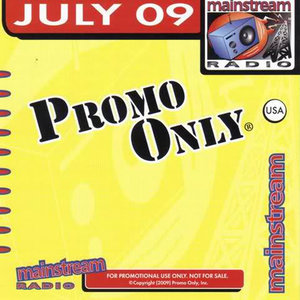 JULY 09
mainstream
RADIO
PROMO
ONLY®
USA
mainstream
mainstream
RADIO
FOR PROMOTIONAL USE ONLY. NOT FOR SALE.
©Copyright (2009) Promo Only, Inc.